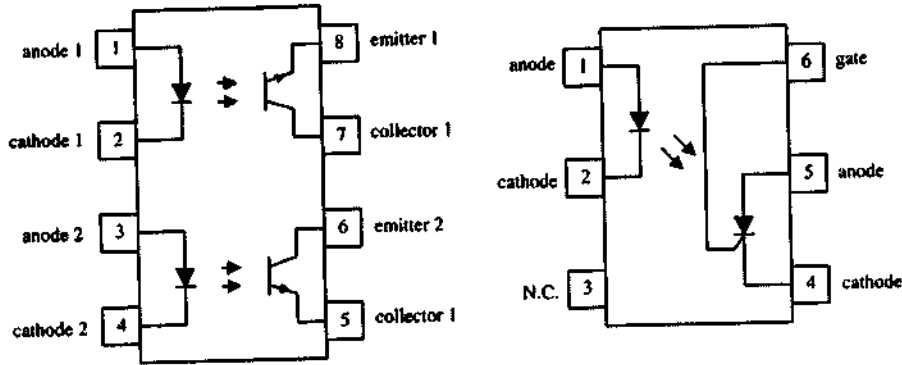 anode 1 1 8 emitter 1
cathode 1 2 7 collector 1
anode 2 3 6 emitter 2
cathode 2 4 5 collector 1
anode 1 6 gate
cathode 2 5 anode
N.C. 3 4 cathode